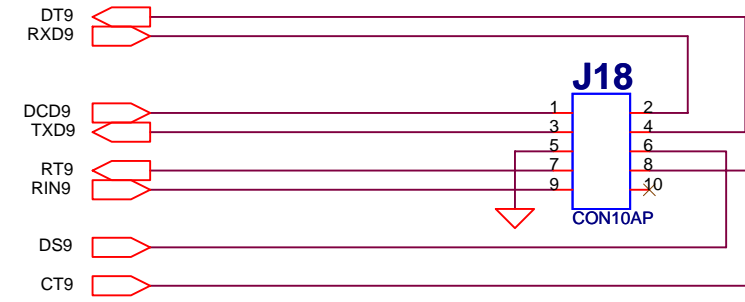 DT9
RXD9
J18
DCD9
1
2
TXD9
3
4
5
6
RT9
7
8
RIN9
9
10
CON10AP
DS9
CT9